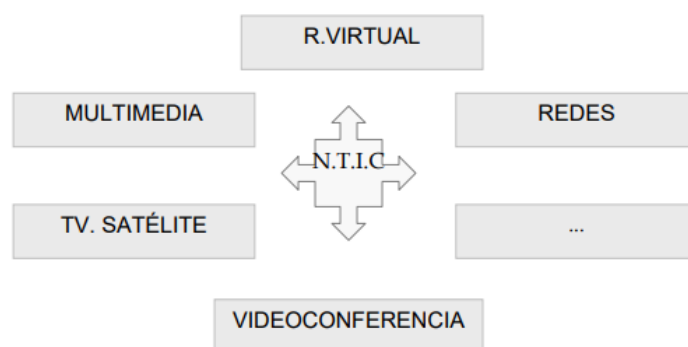 R.VIRTUAL
MULTIMEDIA
REDES
N.T.I.C
TV. SATÉLITE
...
VIDEOCONFERENCIA